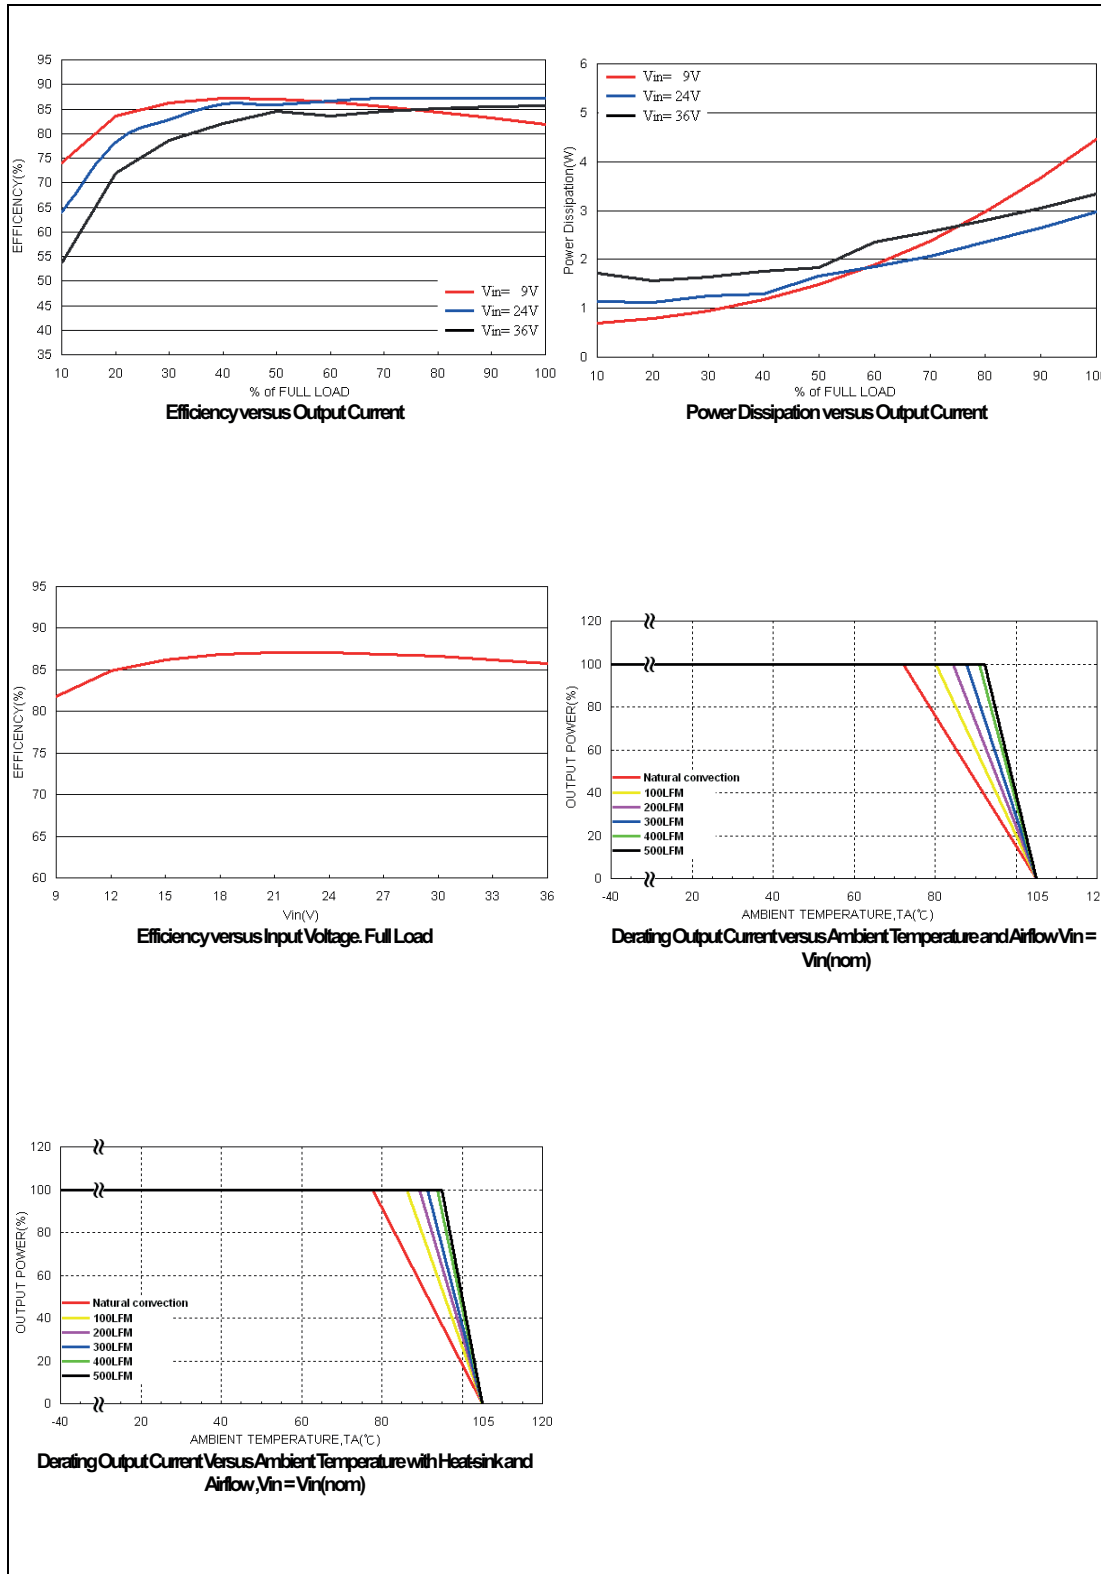 95
90
85
80
75
70
65
60
55
50
45
40
35
EFFICENCY(%)
Vin= 9V
Vin= 24V
Vin= 36V
10 20 30 40 50 60 70 80 90 100
% of FULL LOAD
Efficiency versus Output Current
6
5
4
3
2
1
0
Power Dissipation(W)
Vin= 9V
Vin= 24V
Vin= 36V
10 20 30 40 50 60 70 80 90 100
% of FULL LOAD
Power Dissipation versus Output Current
95
90
85
80
75
70
65
60
EFFICENCY(%)
9 12 15 18 21 24 27 30 33 36
Vin(V)
Efficiency versus Input Voltage. Full Load
120
100
80
60
40
20
0
OUTPUT POWER(%)
Natural convection
100LFM
200LFM
300LFM
400LFM
500LFM
-40 20 40 60 80 105 120
AMBIENT TEMPERATURE,TA(℃)
Derating Output Current versus Ambient Temperature and Airflow Vin =
Vin(nom)
120
100
80
60
40
20
0
OUTPUT POWER(%)
Natural convection
100LFM
200LFM
300LFM
400LFM
500LFM
-40 20 40 60 80 105 120
AMBIENT TEMPERATURE,TA(℃)
Derating Output Current Versus Ambient Temperature with Heat-sink and
Airflow, Vin = Vin(nom)